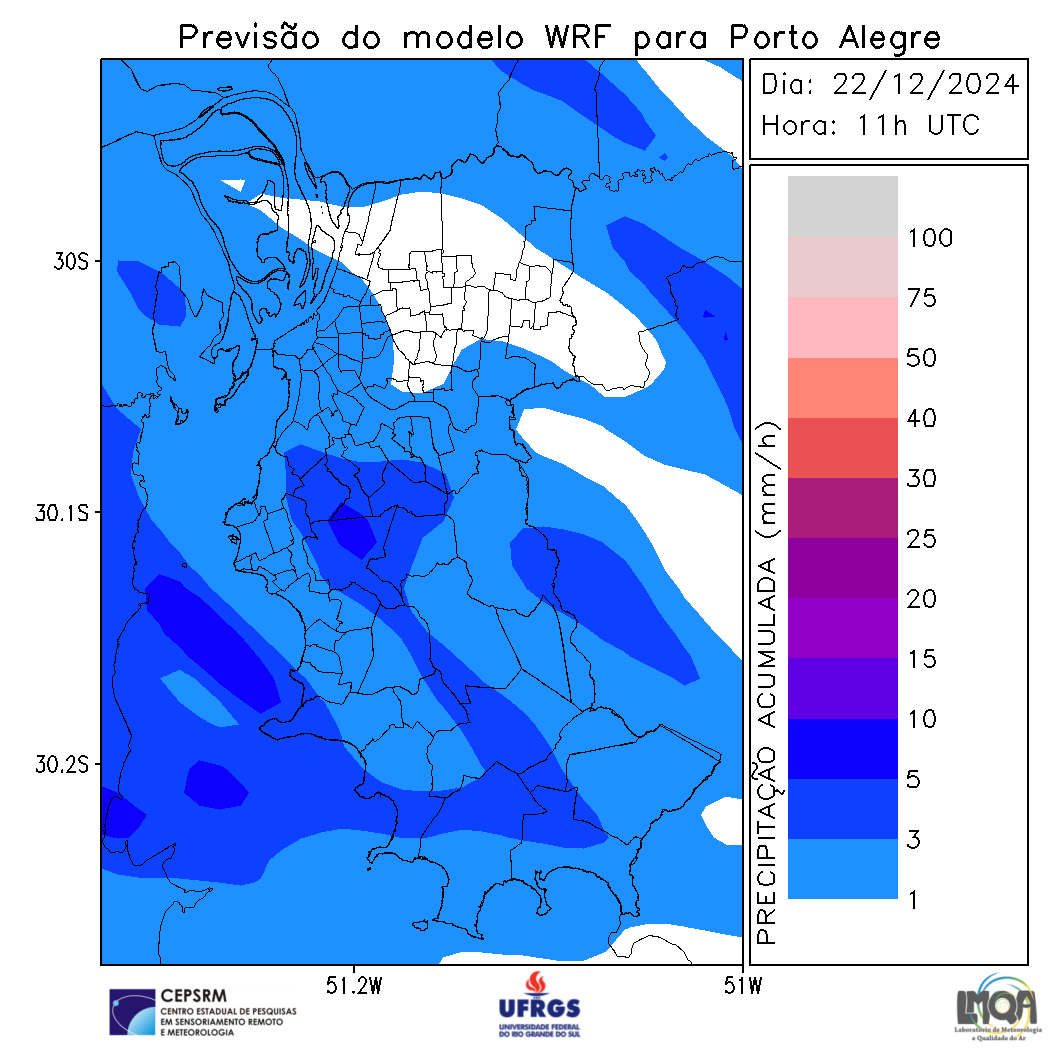 Previsão do modelo WRF para Porto Alegre
Dia: 22/12/2024
Hora: 11h UTC
30S
30.1S
30.2S
51.2W
51W
PRECIPITAÇÃO ACUMULADA (mm/h)
100
75
50
40
30
25
20
15
10
5
3
1
CEPSRM
CENTRO ESTADUAL DE PESQUISAS
EM SENSORIAMENTO REMOTO
E METEOROLOGIA
UFRGS
UNIVERSIDADE FEDERAL
DO RIO GRANDE DO SUL
LMQA
Laboratório de Meteorologia
e Qualidade do Ar